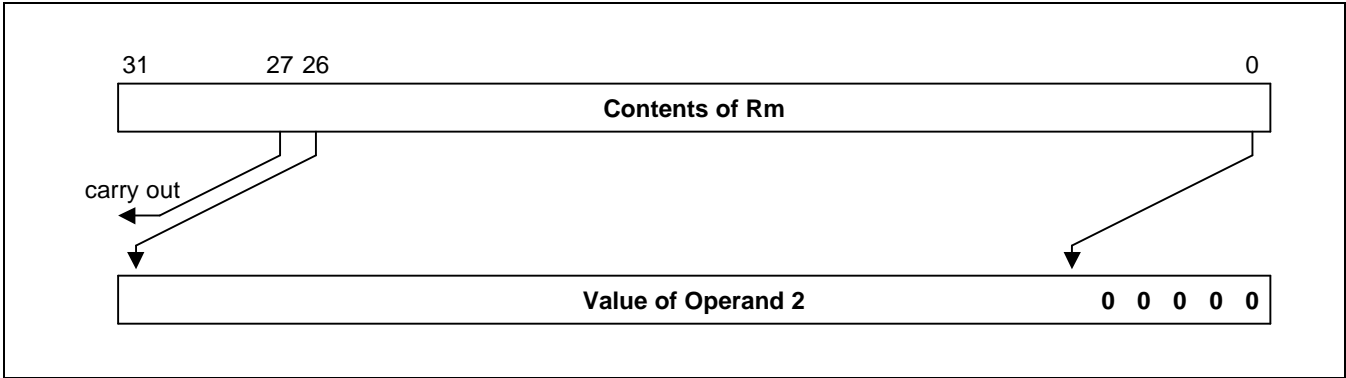 31 27 26 0
Contents of Rm
carry out
Value of Operand 2 0 0 0 0 0